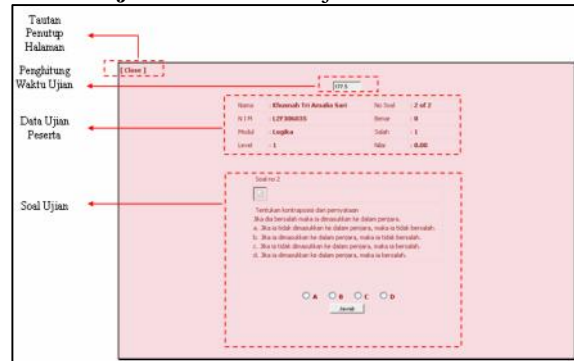 Tautan
Penutup
Halaman
Penghitung
Waktu Ujian
Data Ujian
Peserta
Soal Ujian
[ Close ]
Nama : Khusnah Tri Amalia Sari No Soal : 2 of 2
N I M : L2F306035 Benar : 0
Modul : Logika Salah : 1
Level : 1 Nilai : 0.00
Soal no 2
Tentukan kontraposisi dari pernyataan
Jika dia bersalah maka ia dimasukkan ke dalam penjara.
a. Jika ia tidak dimasukkan ke dalam penjara, maka ia tidak bersalah.
b. Jika ia dimasukkan ke dalam penjara, maka ia tidak bersalah.
c. Jika ia tidak dimasukkan ke dalam penjara, maka ia bersalah.
d. Jika ia dimasukkan ke dalam penjara, maka ia bersalah.
A B C D
Jawab